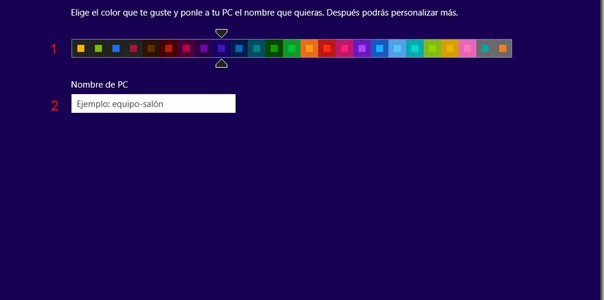 Elige el color que te guste y ponle a tu PC el nombre que quieras. Después podrás personalizar más.
1
Nombre de PC
2 Ejemplo: equipo-salón